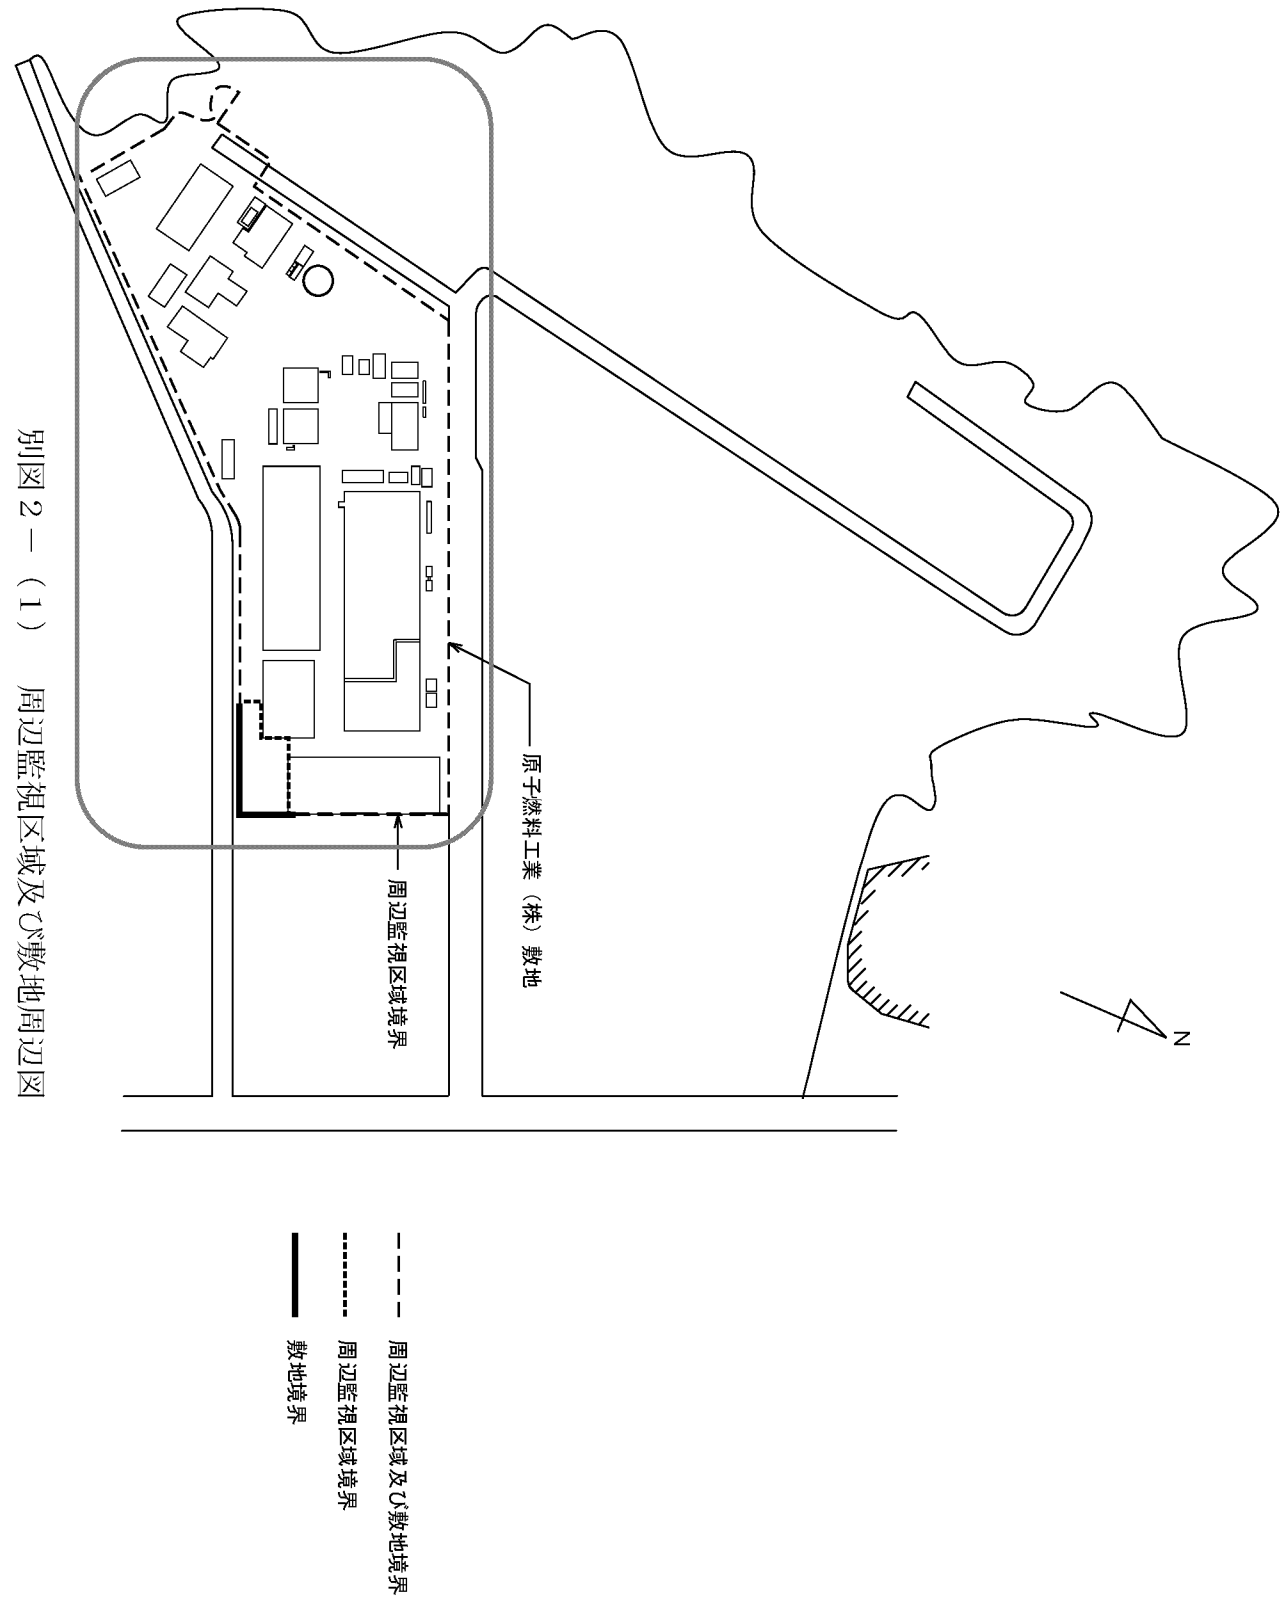 N
原子燃料工業（株）敷地
周辺監視区域境界
周辺監視区域及び敷地境界
周辺監視区域境界
敷地境界
別図２－（１） 周辺監視区域及び敷地周辺図